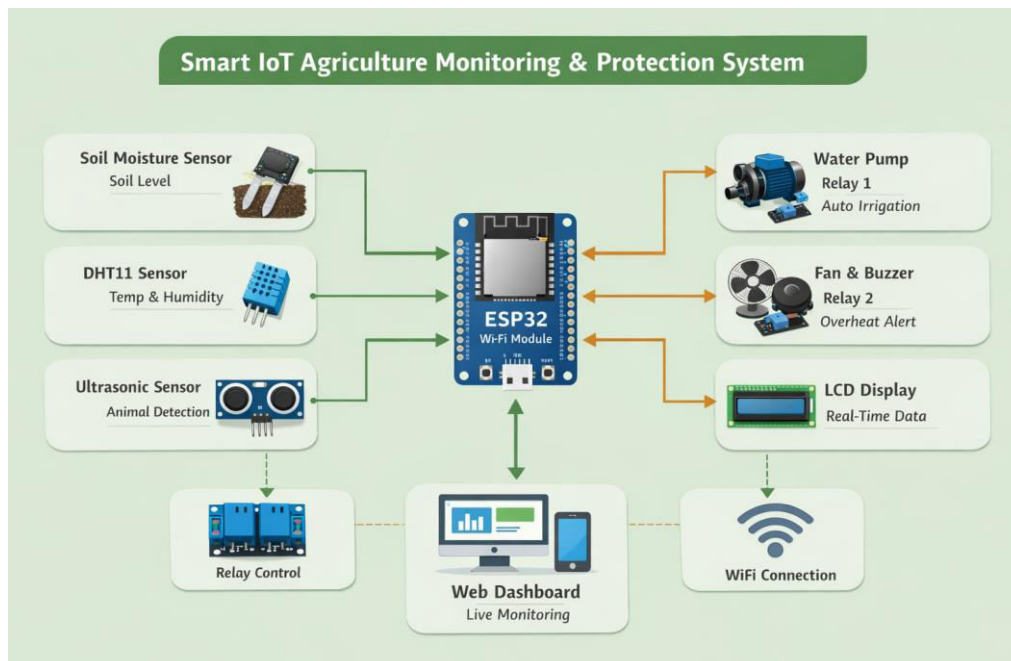 Smart IoT Agriculture Monitoring & Protection System
Soil Moisture Sensor
Soil Level
DHT11 Sensor
Temp & Humidity
Ultrasonic Sensor
Animal Detection
ESP32
Wi-Fi Module
Water Pump
Relay 1
Auto Irrigation
Fan & Buzzer
Relay 2
Overheat Alert
LCD Display
Real-Time Data
Relay Control
Web Dashboard
Live Monitoring
WiFi Connection